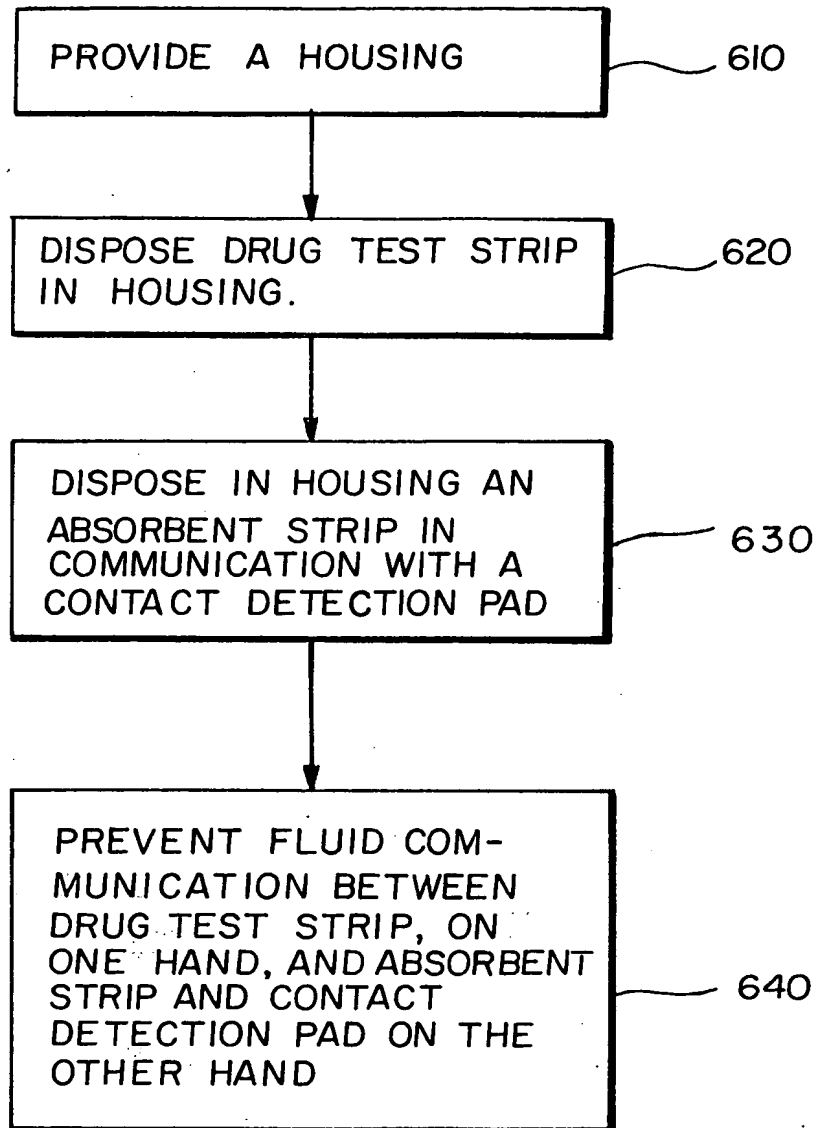 PROVIDE A HOUSING
610
DISPOSE DRUG TEST STRIP
IN HOUSING.
620
DISPOSE IN HOUSING AN
ABSORBENT STRIP IN
COMMUNICATION WITH A
CONTACT DETECTION PAD
630
PREVENT FLUID COM-
MUNICATION BETWEEN
DRUG TEST STRIP, ON
ONE HAND, AND ABSORBENT
STRIP AND CONTACT
DETECTION PAD ON THE
OTHER HAND
640